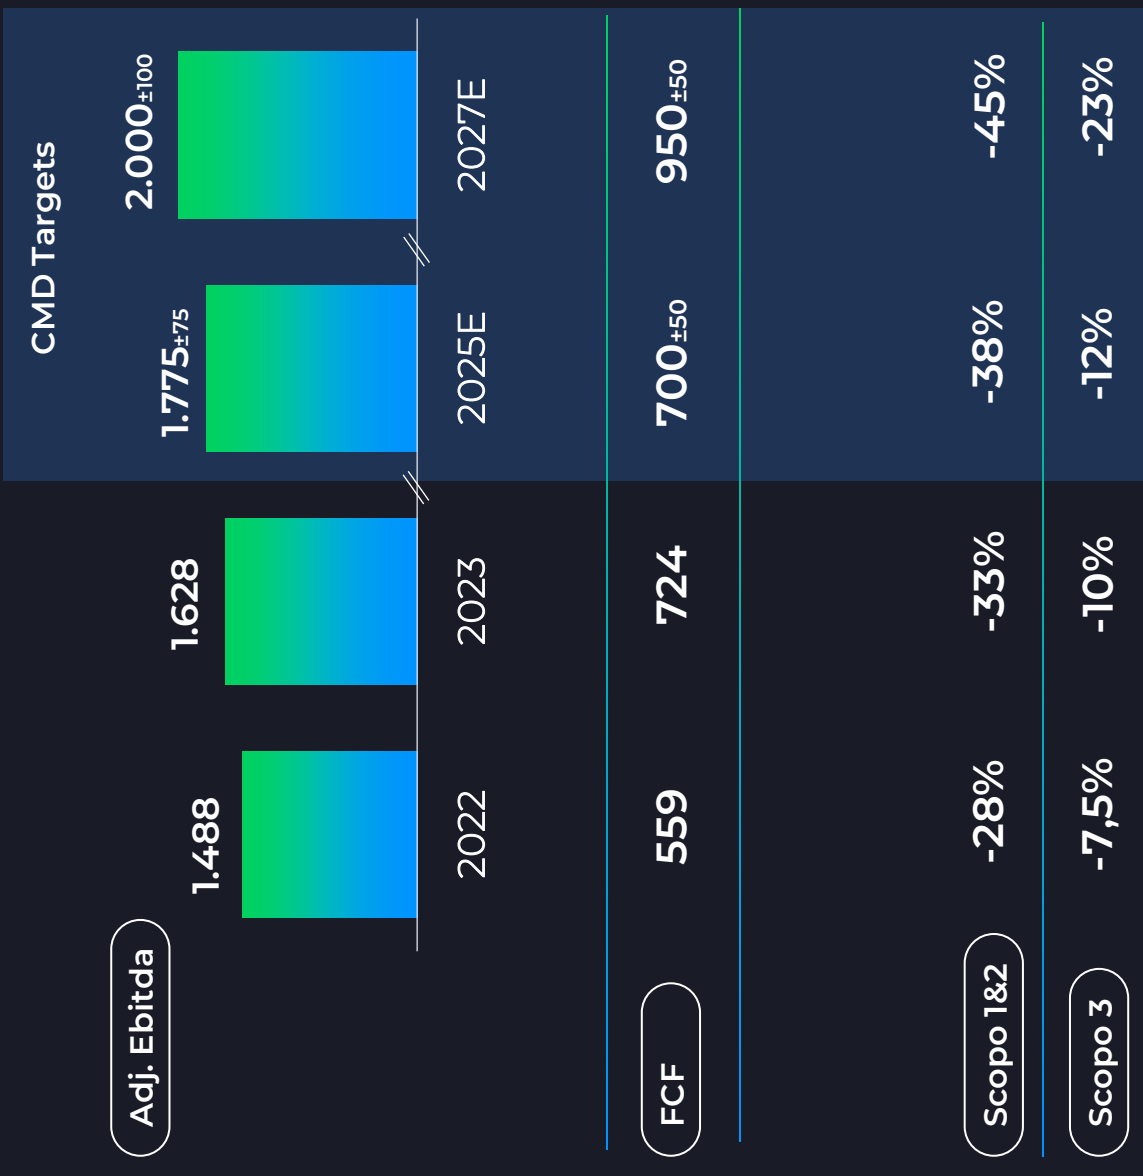 CMD Targets
Adj. Ebitda
1.488 1.628 1.775±75 2.000±100
2022 2023 2025E 2027E
FCF 559 724 700±50 950±50
Scopo 1&2 -28% -33% -38% -45%
Scopo 3 -7,5% -10% -12% -23%